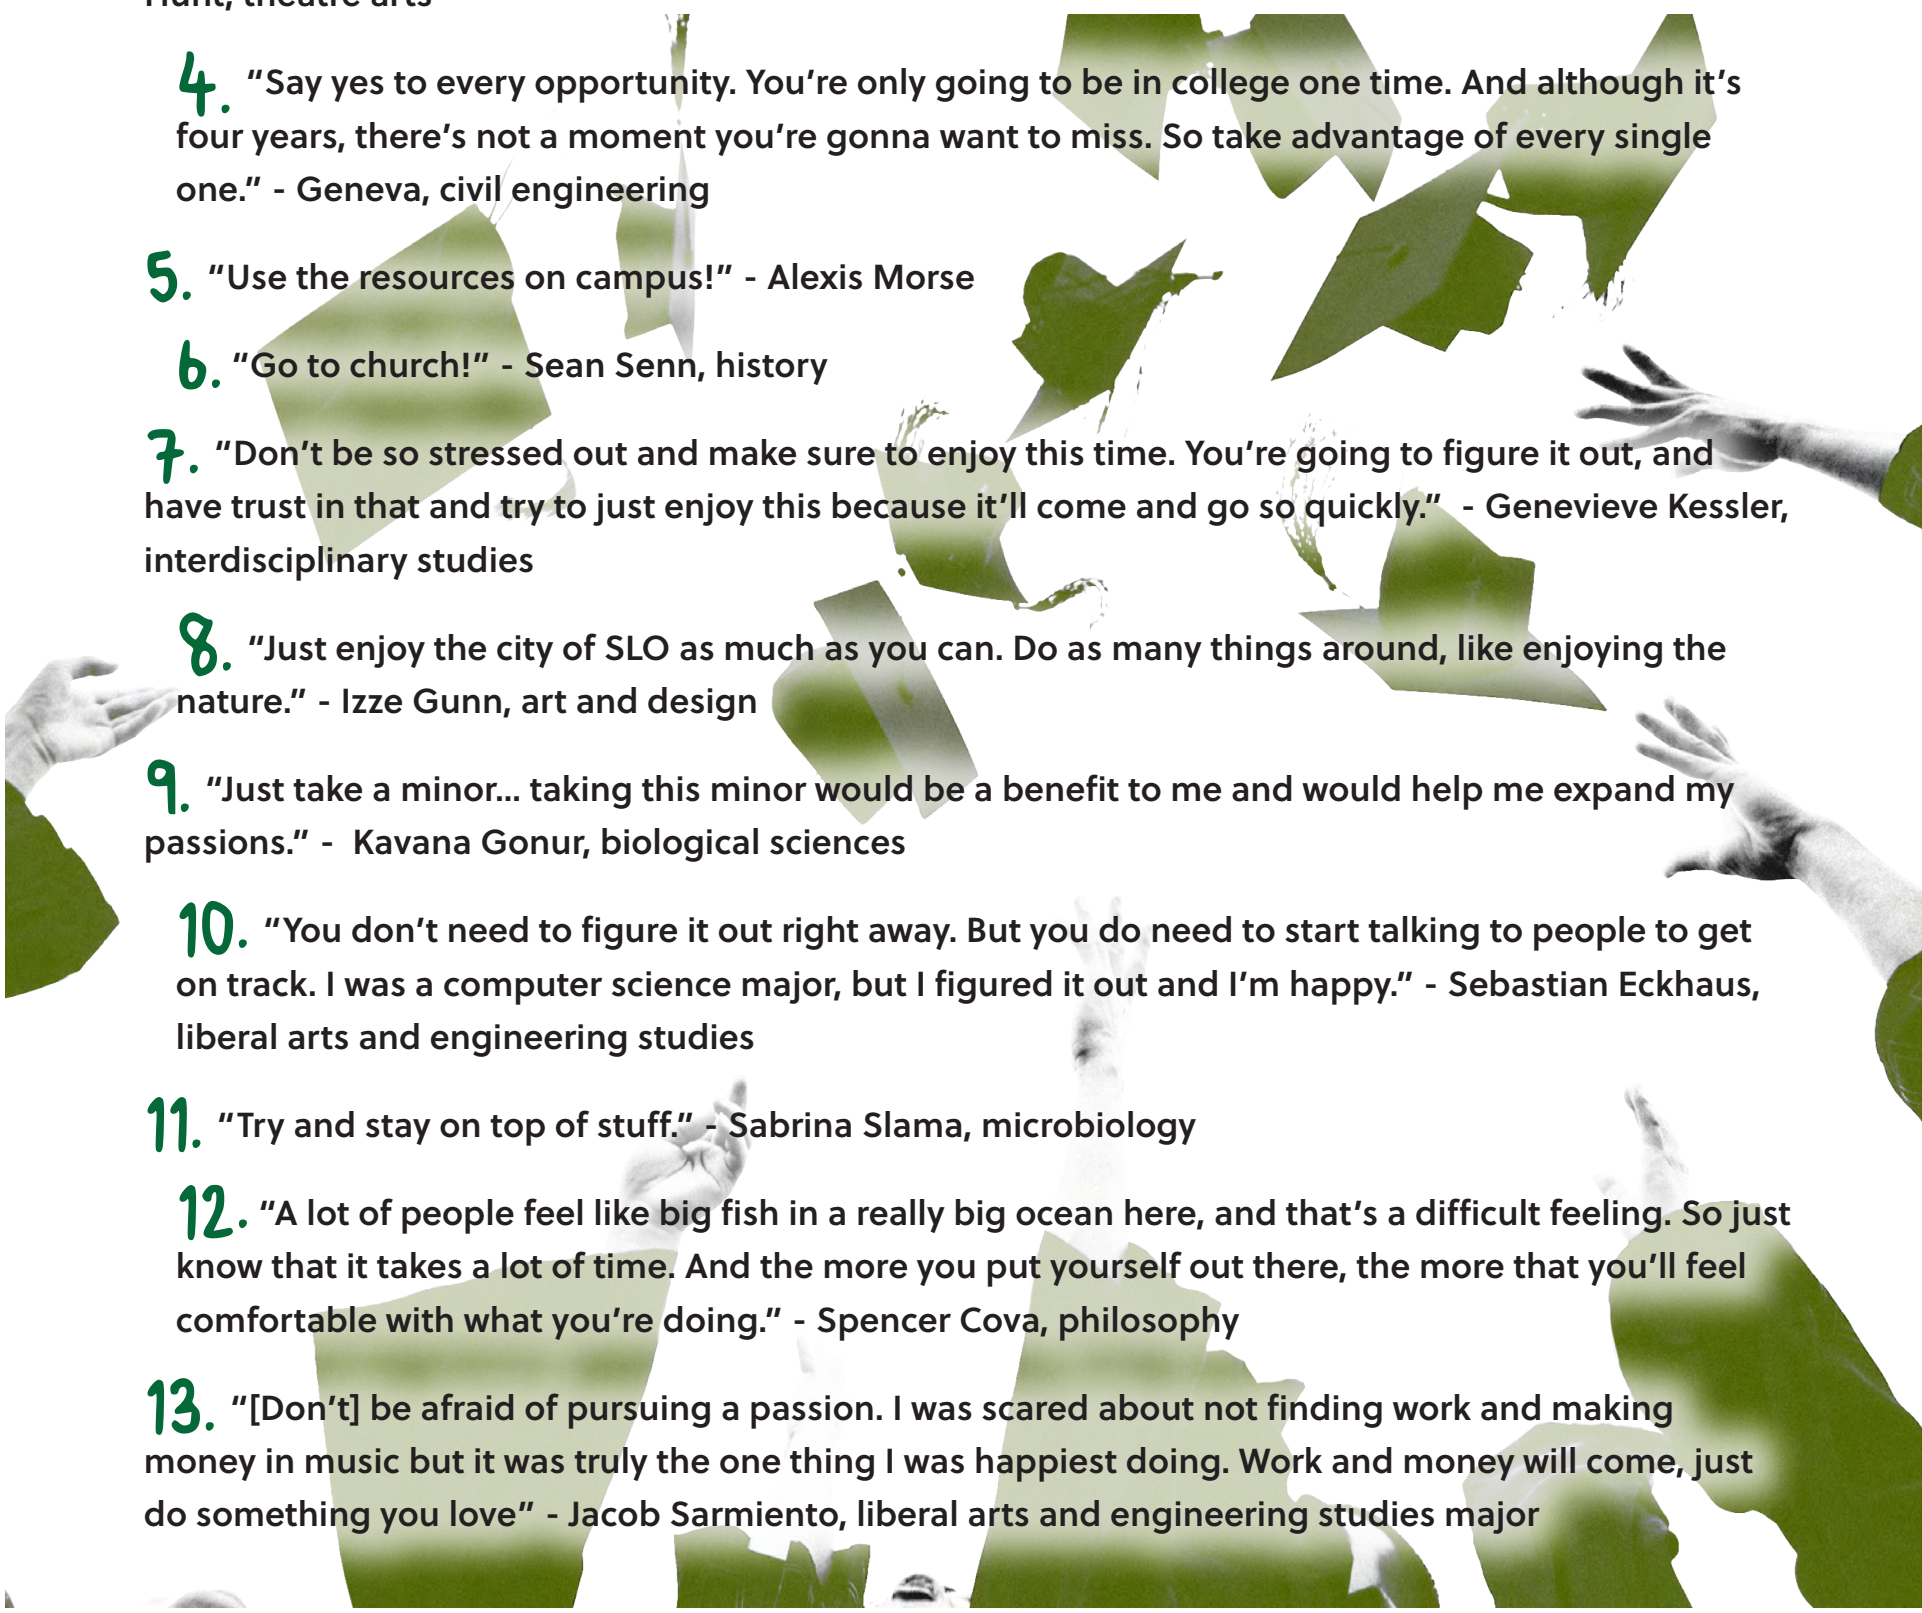 Hunt, theatre arts
4. “Say yes to every opportunity. You’re only going to be in college one time. And although it’s
four years, there’s not a moment you’re gonna want to miss. So take advantage of every single
one.” - Geneva, civil engineering
5. “Use the resources on campus!” - Alexis Morse
6. “Go to church!” - Sean Senn, history
7. “Don’t be so stressed out and make sure to enjoy this time. You’re going to figure it out, and
have trust in that and try to just enjoy this because it’ll come and go so quickly.” - Genevieve Kessler,
interdisciplinary studies
8. “Just enjoy the city of SLO as much as you can. Do as many things around, like enjoying the
nature.” - Izze Gunn, art and design
9. “Just take a minor... taking this minor would be a benefit to me and would help me expand my
passions.” - Kavana Gonur, biological sciences
10. “You don’t need to figure it out right away. But you do need to start talking to people to get
on track. I was a computer science major, but I figured it out and I’m happy.” - Sebastian Eckhaus,
liberal arts and engineering studies
11. “Try and stay on top of stuff.” - Sabrina Slama, microbiology
12. “A lot of people feel like big fish in a really big ocean here, and that’s a difficult feeling. So just
know that it takes a lot of time. And the more you put yourself out there, the more that you’ll feel
comfortable with what you’re doing.” - Spencer Cova, philosophy
13. “[Don’t] be afraid of pursuing a passion. I was scared about not finding work and making
money in music but it was truly the one thing I was happiest doing. Work and money will come, just
do something you love” - Jacob Sarmiento, liberal arts and engineering studies major